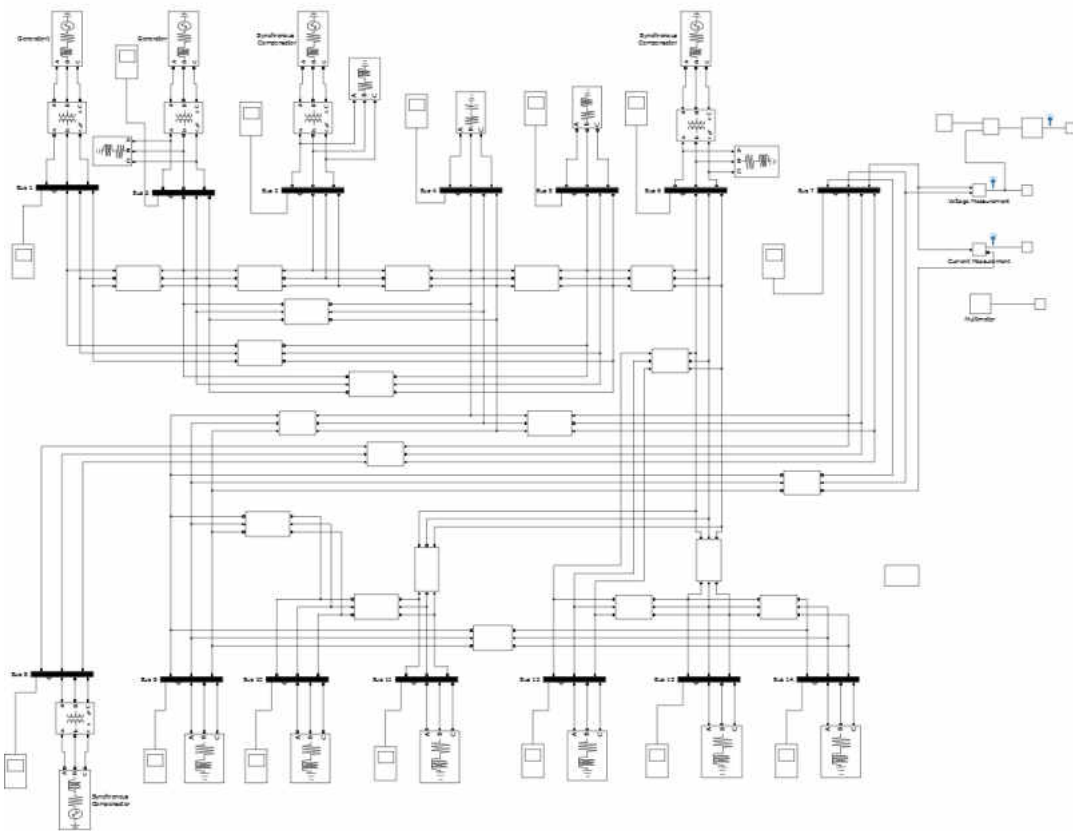 Generator1
Generator
Synchronous
Compensator
Synchronous
Compensator
A B C
A B C
A B C
A B C
A B C
A B C
A B C
A
B
C
A
B
C
Bus 1
Bus 2
Bus 3
Bus 4
Bus 5
Bus 6
Bus 7
Voltage Measurement
Current Measurement
Multimeter
Bus 8
Bus 9
Bus 10
Bus 11
Bus 12
Bus 13
Bus 14
A B C
A B C
A B C
A B C
A B C
A B C
A B C
Synchronous
Compensator